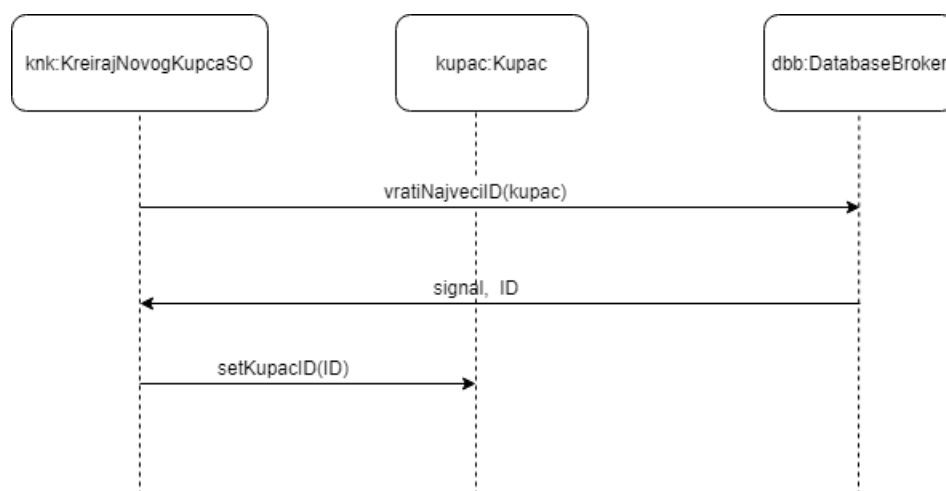 knk:KreirajNovogKupcaSO
kupac:Kupac
dbb:DatabaseBroker
vratiNajveciID(kupac)
signal, ID
setKupacID(ID)